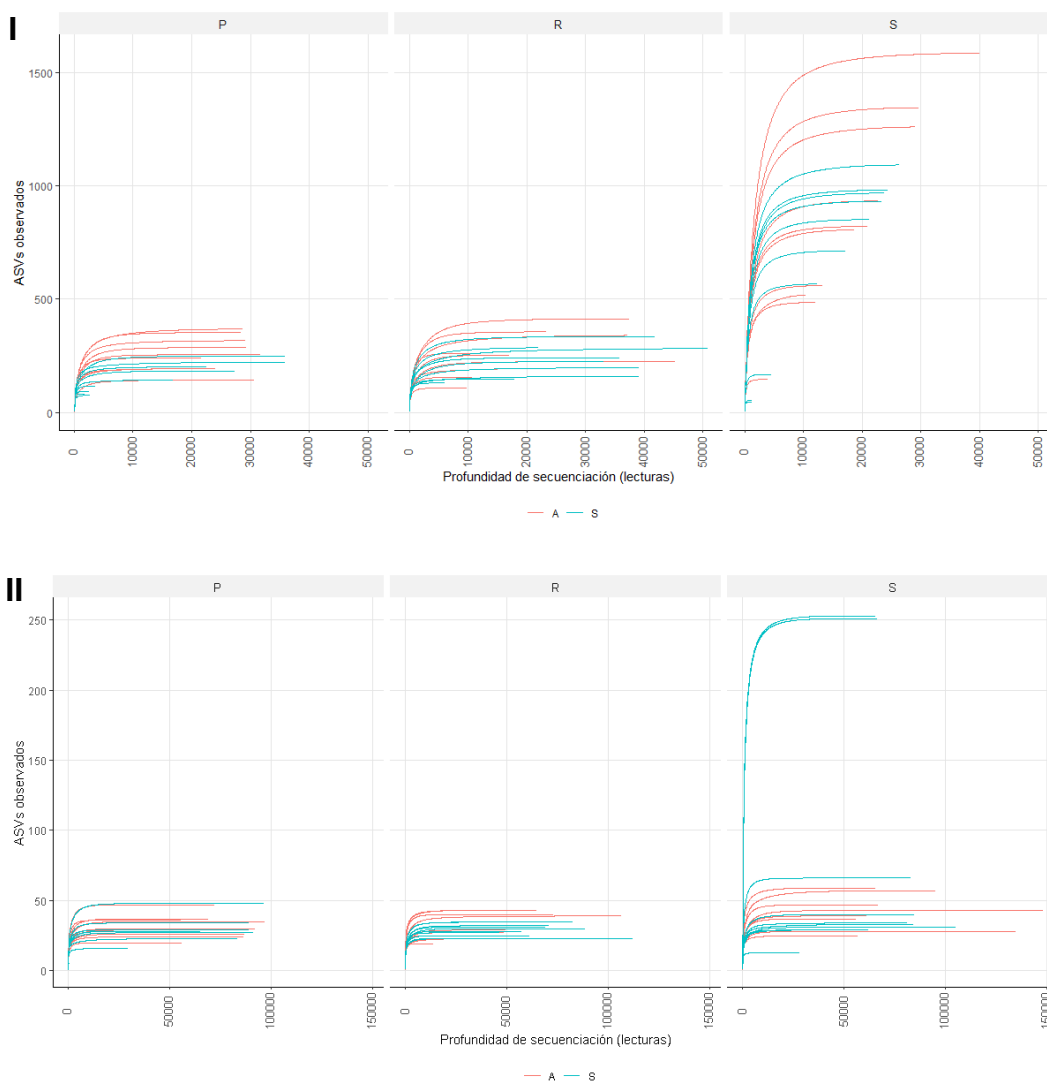 I
P R S
ASVs observados
1500
1000
500
0
0 10000 20000 30000 40000 50000 0 10000 20000 30000 40000 50000 0 10000 20000 30000 40000 50000
Profundidad de secuenciación (lecturas)
A S
II
P R S
ASVs observados
250
200
150
100
50
0
0 50000 100000 150000 0 50000 100000 150000 0 50000 100000 150000
Profundidad de secuenciación (lecturas)
A S